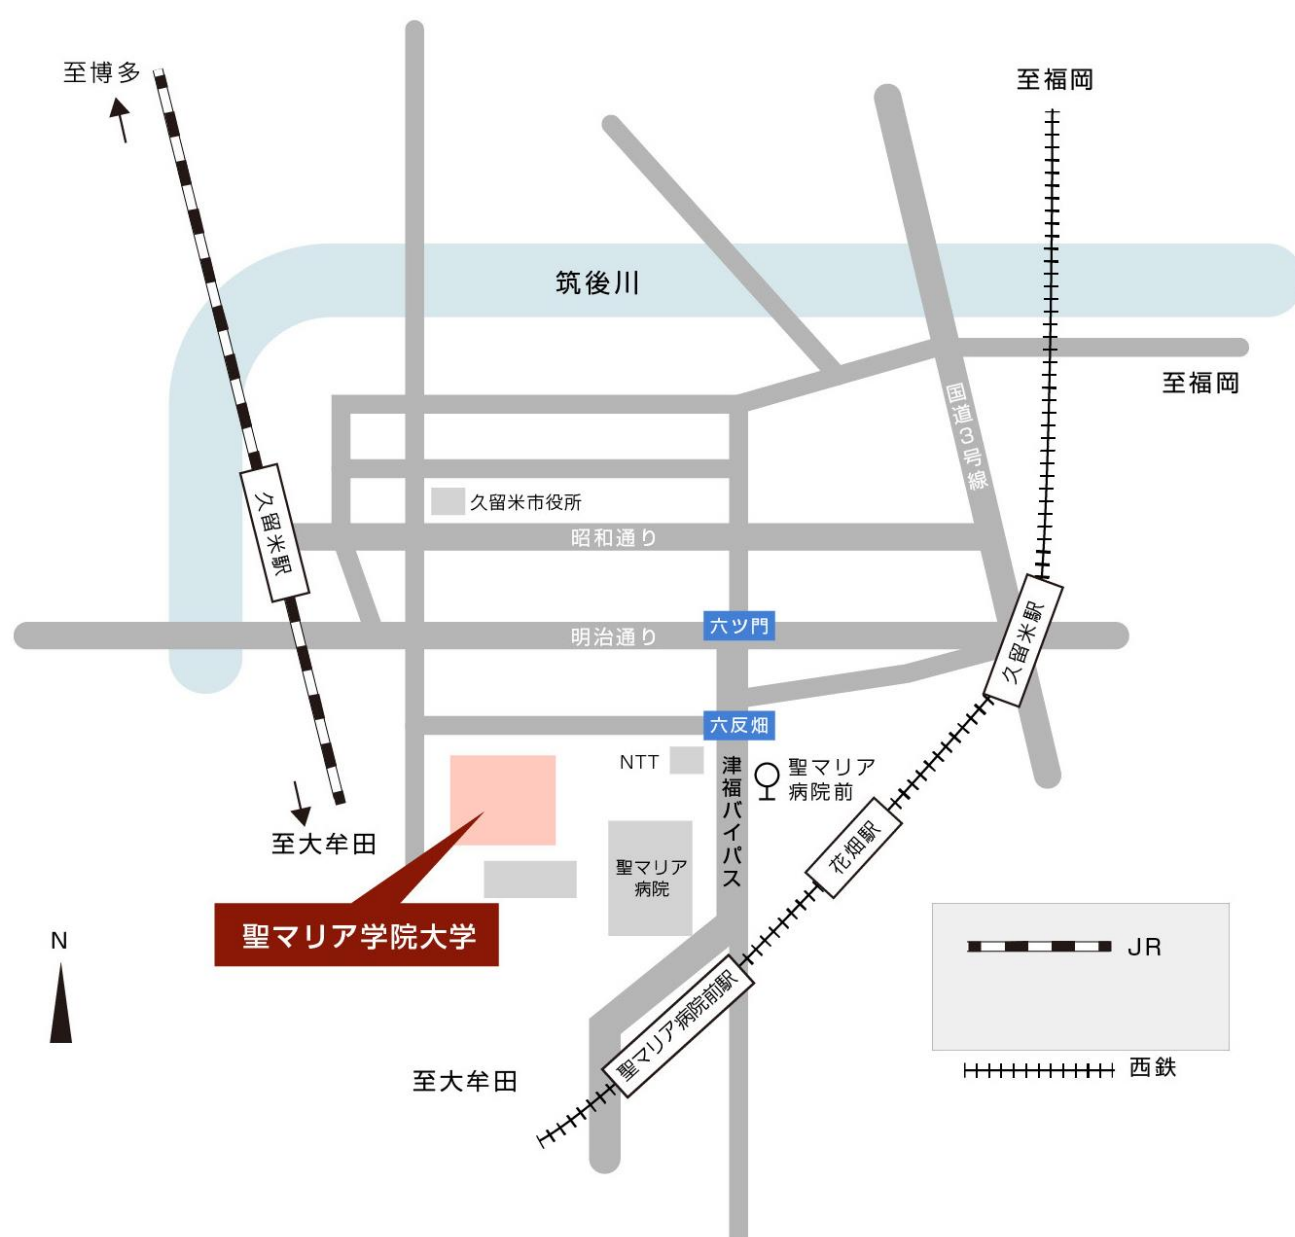 至博多
至福岡
筑後川
至福岡
国道3号線
久留米市役所
久留米駅
昭和通り
六ツ門
明治通り
久留米駅
六反畑
NTT
津福バイパス
聖マリア
病院前
至大牟田
花畑駅
聖マリア
病院
聖マリア学院大学
N
JR
聖マリア病院前駅
西鉄
至大牟田